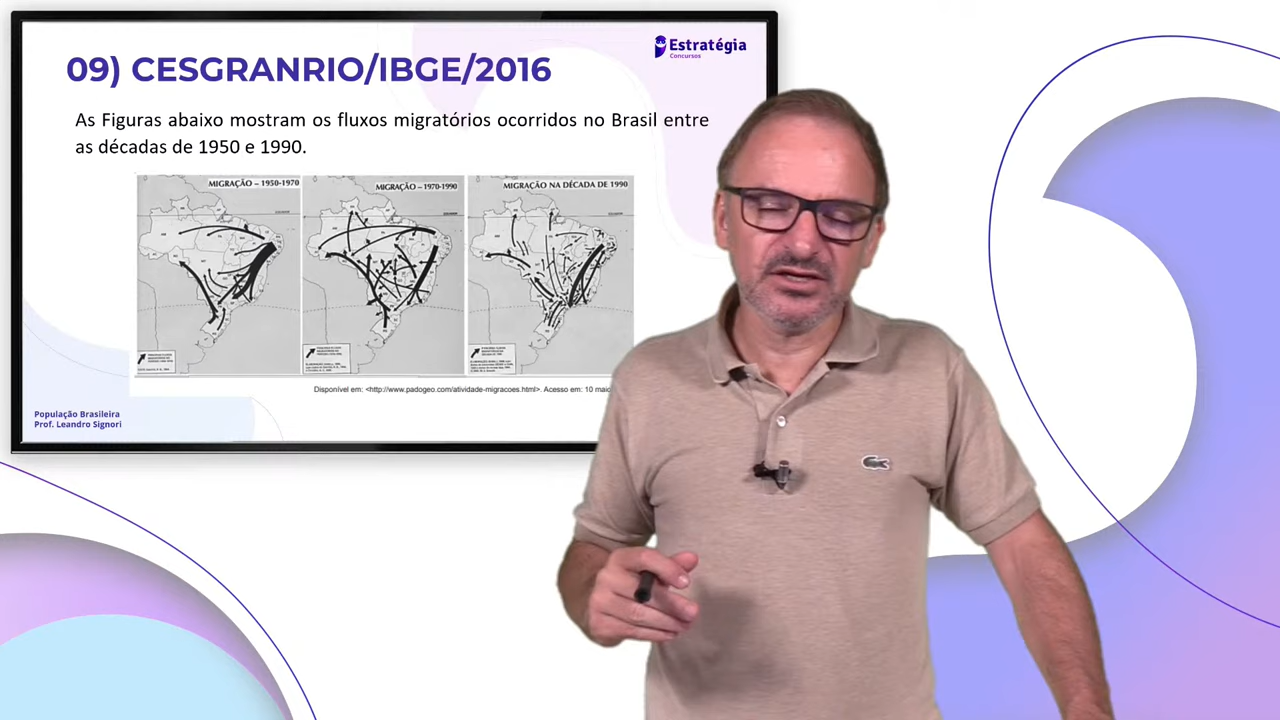 09) CESGRANRIO/IBGE/2016
Estratégia
Concursos
As Figuras abaixo mostram os fluxos migratórios ocorridos no Brasil entre
as décadas de 1950 e 1990.
MIGRAÇÃO – 1950-1970
MIGRAÇÃO – 1970-1990
MIGRAÇÃO NA DÉCADA DE 1990
Disponível em: <http://www.padogeo.com/atividade-migracoes.html>. Acesso em: 10 maio
População Brasileira
Prof. Leandro Signori